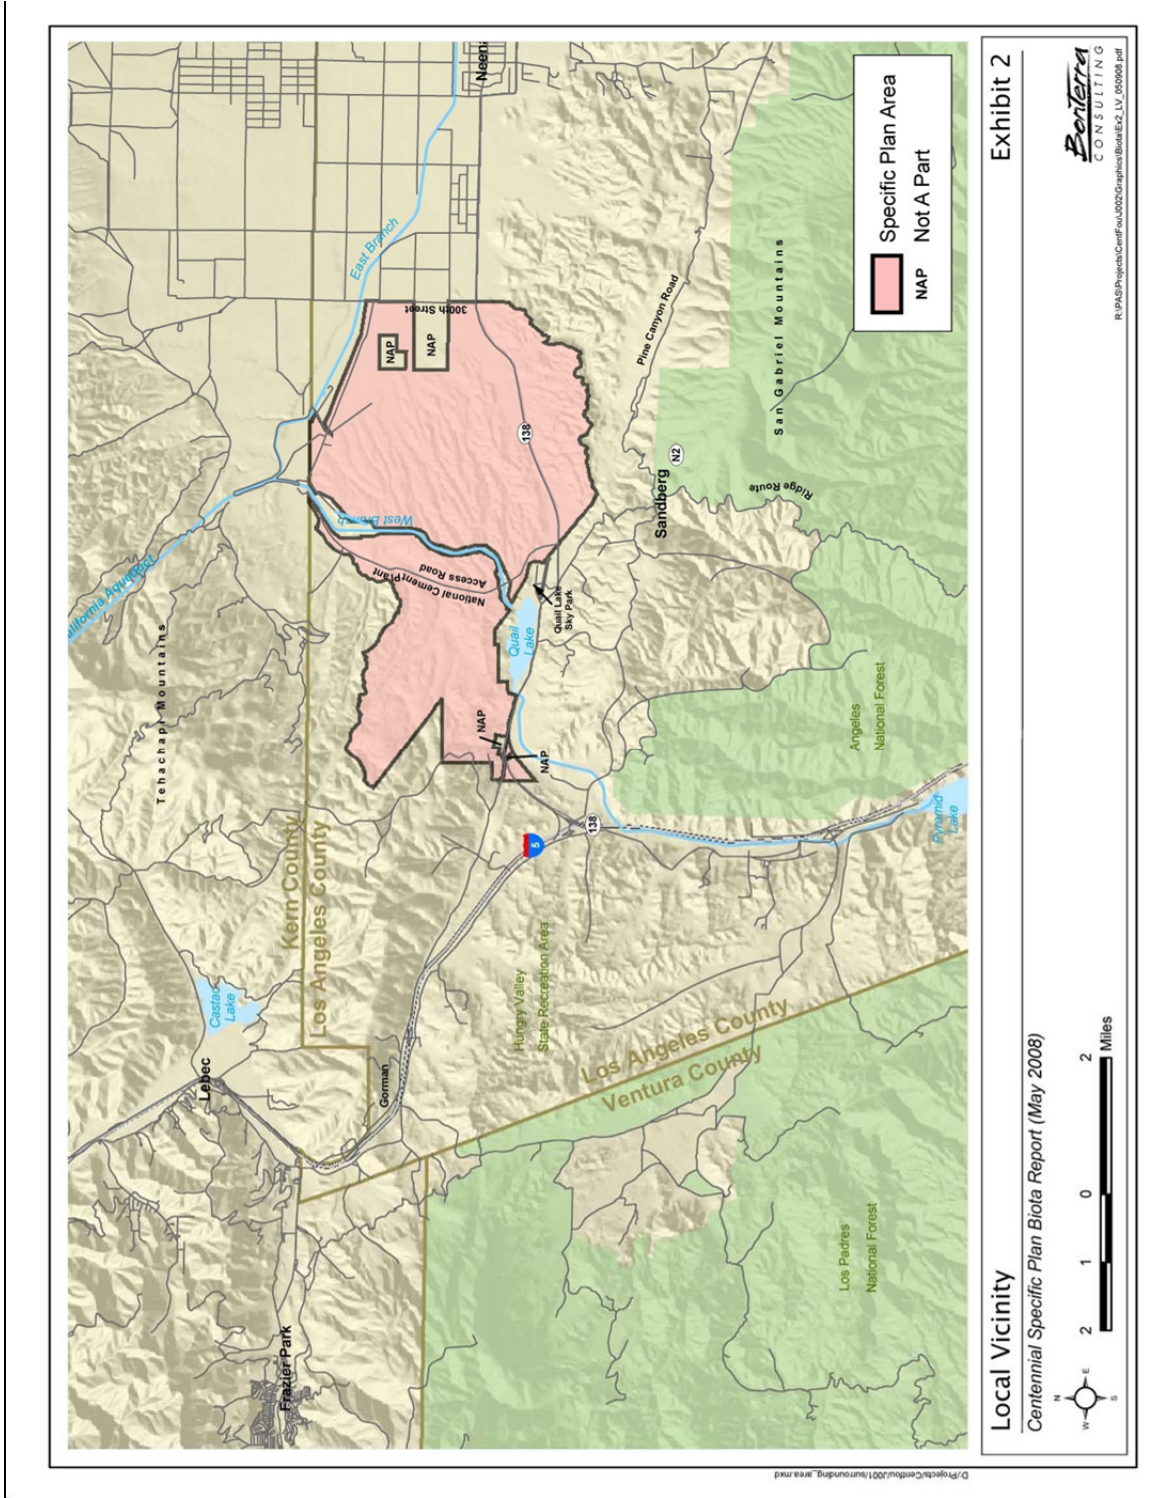 Neena
East Branch
300th Street
NAP
NAP
138
West Branch
National Cement Plant
Access Road
California Aqueduct
Tehachapi Mountains
Quail
Lake
Quail Lake
Sky Park
Pine Canyon Road
N2
Sandberg
Ridge Route
San Gabriel Mountains
NAP
NAP
138
5
Angeles
National Forest
Pyramid
Lake
Kern County
Los Angeles County
Castac
Lake
Lebec
Gorman
Hungry Valley
State Recreation Area
Los Angeles County
Ventura County
Frazier Park
Los Padres
National Forest
Specific Plan Area
NAP Not A Part
Local Vicinity
Exhibit 2
Centennial Specific Plan Biota Report (May 2008)
N
W E
S
2 1 0 2
Miles
BonTerra
CONSULTING
R:\PAS\Projects\CentFou\J002\Graphics\Biota\Ex2_LV_050908.pdf
D:/Projects/CentFou/J001/surrounding_area.mxd